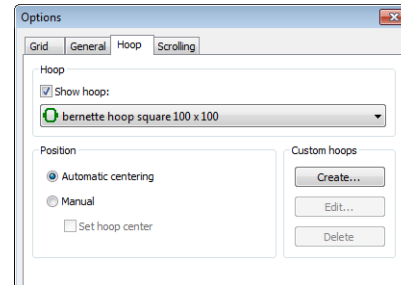 Options
Grid General Hoop Scrolling
Hoop
Show hoop:
bernette hoop square 100 x 100
Position
Automatic centering
Manual
Set hoop center
Custom hoops
Create...
Edit...
Delete